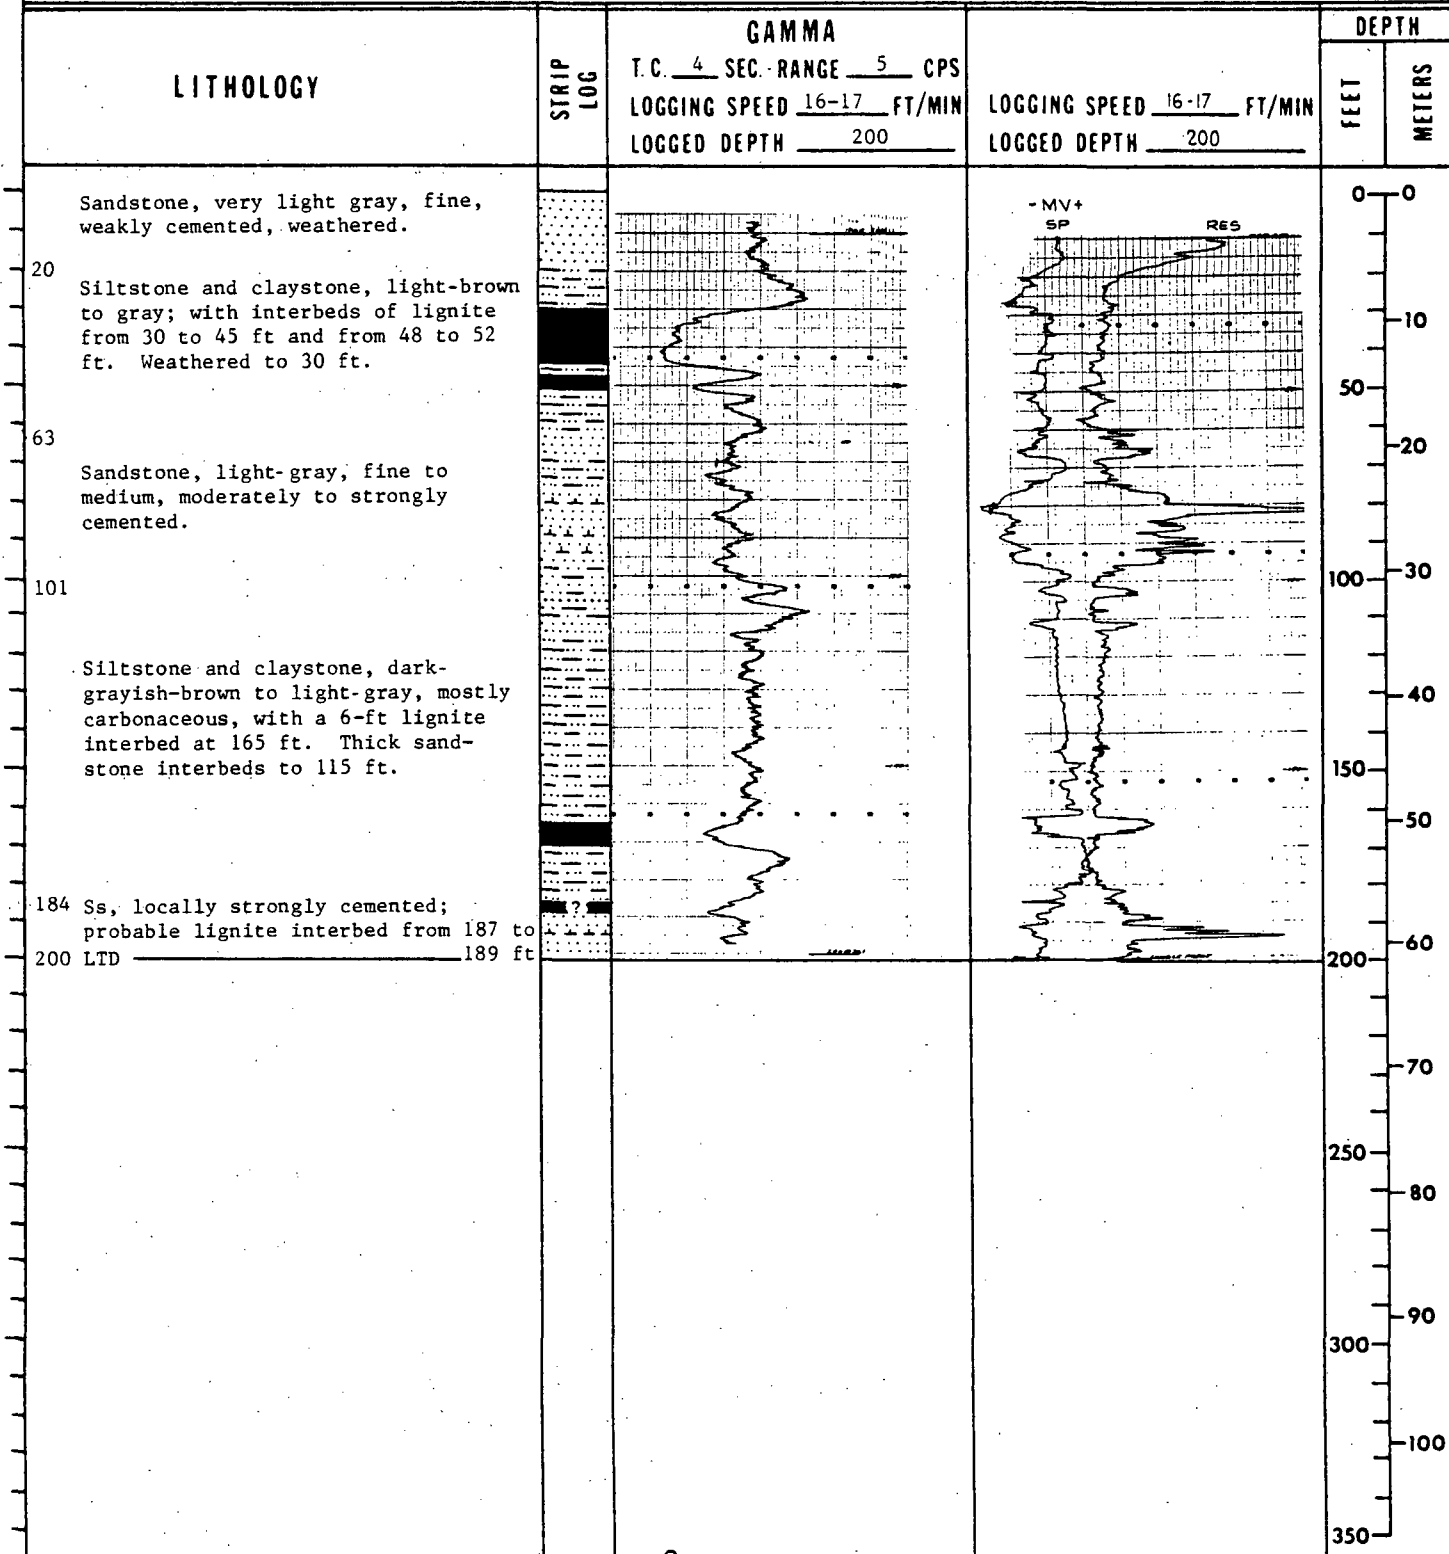 LITHOLOGY
STRIP LOG
GAMMA
T.C. 4 SEC. RANGE 5 CPS
LOGGING SPEED 16-17 FT/MIN
LOGGED DEPTH 200
LOGGING SPEED 16-17 FT/MIN
LOGGED DEPTH 200
DEPTH
FEET
METERS
Sandstone, very light gray, fine,
weakly cemented, weathered.
20
Siltstone and claystone, light-brown
to gray; with interbeds of lignite
from 30 to 45 ft and from 48 to 52
ft. Weathered to 30 ft.
63
Sandstone, light-gray, fine to
medium, moderately to strongly
cemented.
101
Siltstone and claystone, dark-
grayish-brown to light-gray, mostly
carbonaceous, with a 6-ft lignite
interbed at 165 ft. Thick sand-
stone interbeds to 115 ft.
184 Ss, locally strongly cemented;
probable lignite interbed from 187 to
189 ft
200 LTD
?
- MV +
SP
RES
0
50
100
150
200
250
300
350
0
10
20
30
40
50
60
70
80
90
100